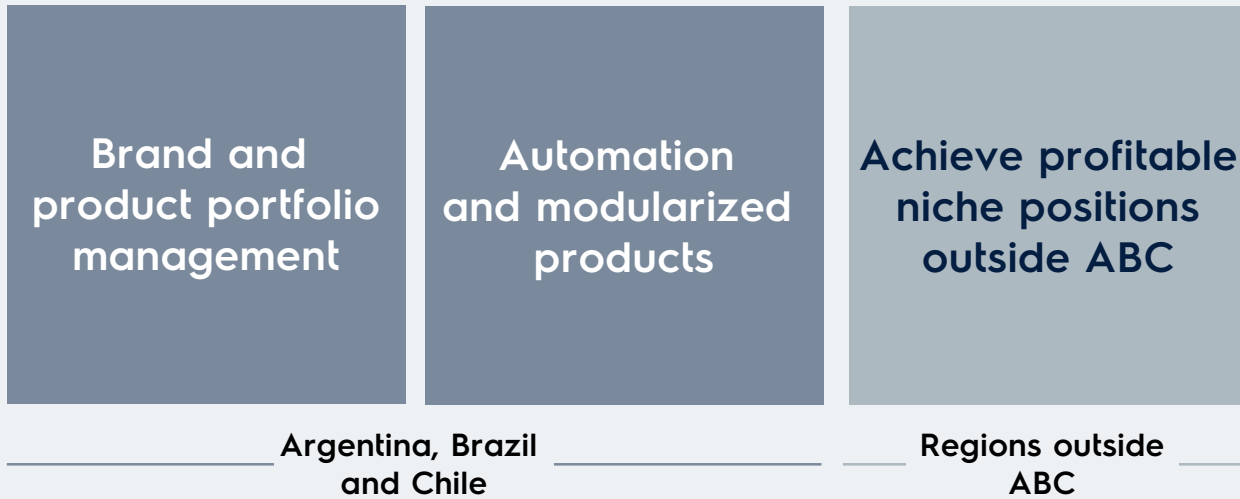 Brand and
product portfolio
management
Automation
and modularized
products
Achieve profitable
niche positions
outside ABC
Argentina, Brazil
and Chile
Regions outside
ABC